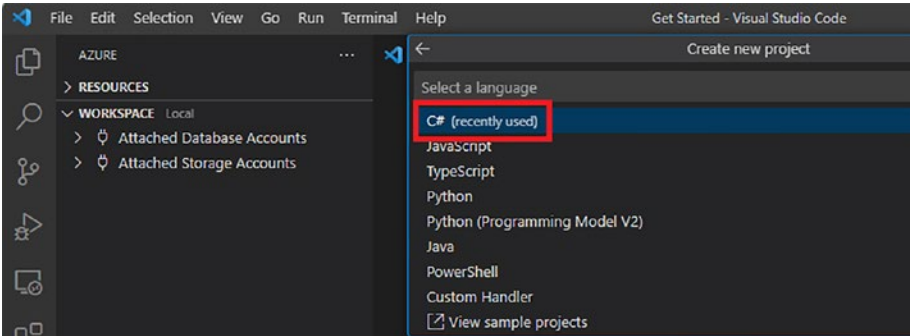 File Edit Selection View Go Run Terminal Help
Get Started - Visual Studio Code
AZURE
RESOURCES
WORKSPACE Local
Attached Database Accounts
Attached Storage Accounts
Create new project
Select a language
C# (recently used)
JavaScript
TypeScript
Python
Python (Programming Model V2)
Java
PowerShell
Custom Handler
View sample projects